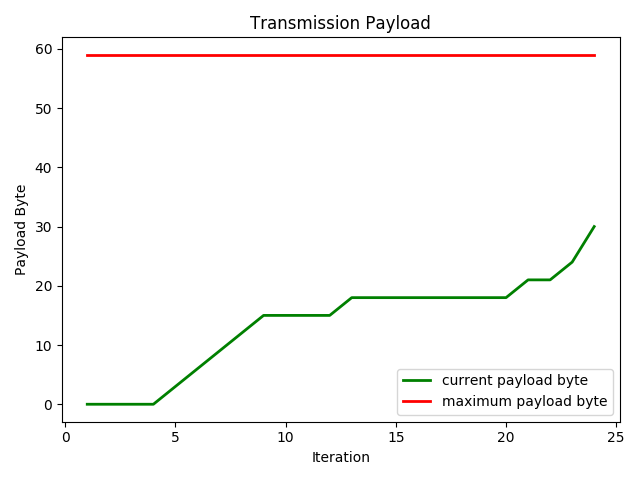 Transmission Payload
60
50
40
30
20
10
0
Payload Byte
current payload byte
maximum payload byte
0 5 10 15 20 25
Iteration